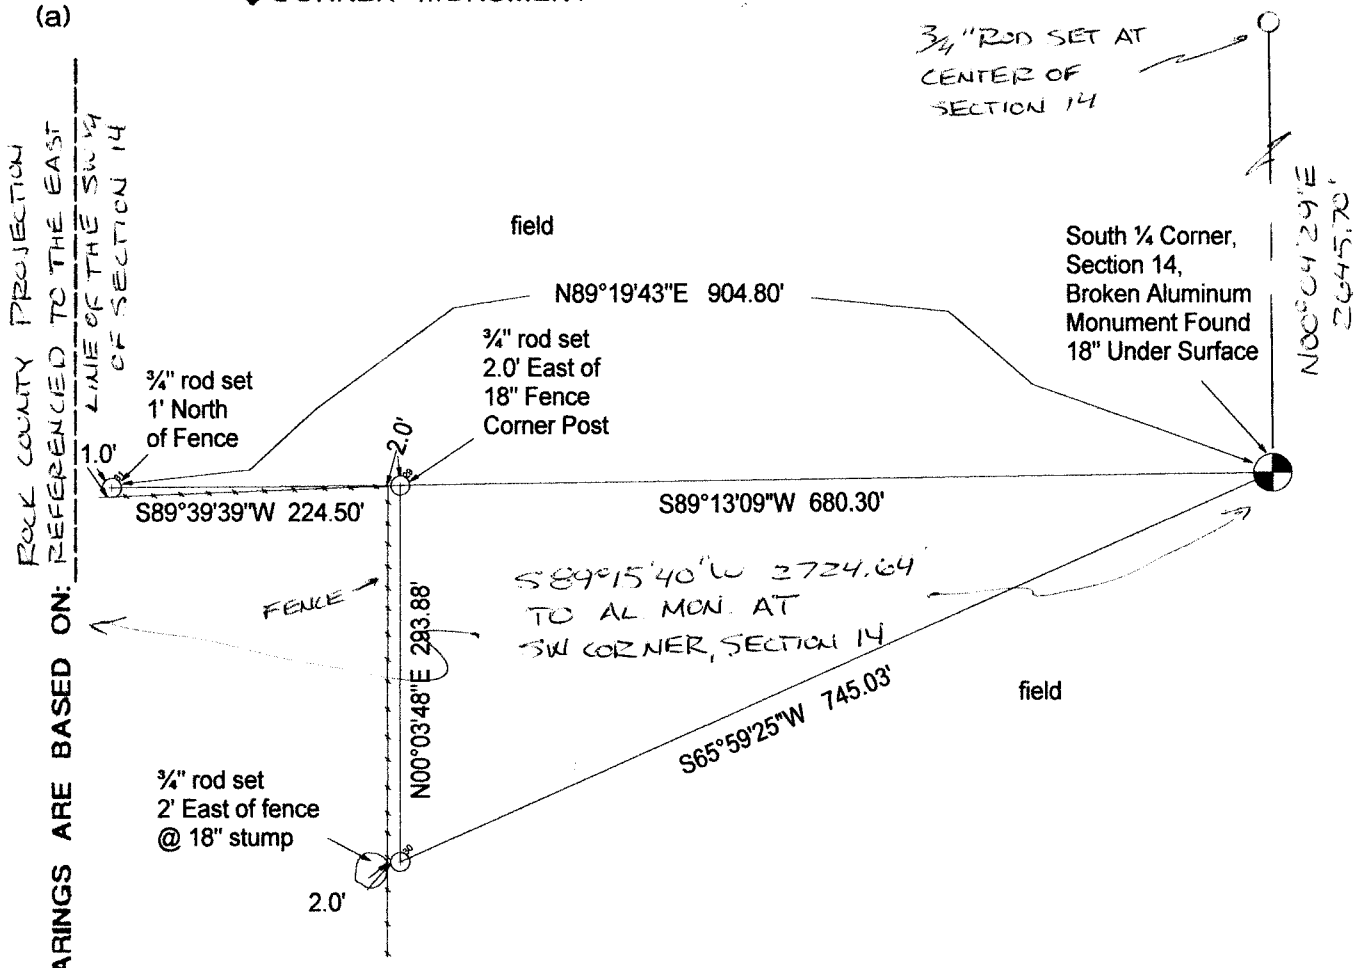 (a)
CORNER MONUMENT
3/4" ROD SET AT
CENTER OF
SECTION 14
ROCK COUNTY PROJECTION
BEARINGS ARE BASED ON: REFERENCED TO THE EAST
LINE OF THE SW 1/4
OF SECTION 14
field
N00°04'29"E
2645.70'
South ¼ Corner,
Section 14,
Broken Aluminum
Monument Found
18" Under Surface
N89°19'43"E 904.80'
¾" rod set
2.0' East of
18" Fence
Corner Post
¾" rod set
1' North
of Fence
1.0'
2.0'
S89°39'39"W 224.50'
S89°13'09"W 680.30'
S89°15'40"W 2724.64'
TO AL MON. AT
SW CORNER, SECTION 14
FENCE
N00°03'48"E 293.88'
S65°59'25"W 745.03'
field
¾" rod set
2' East of fence
@ 18" stump
30
2.0'